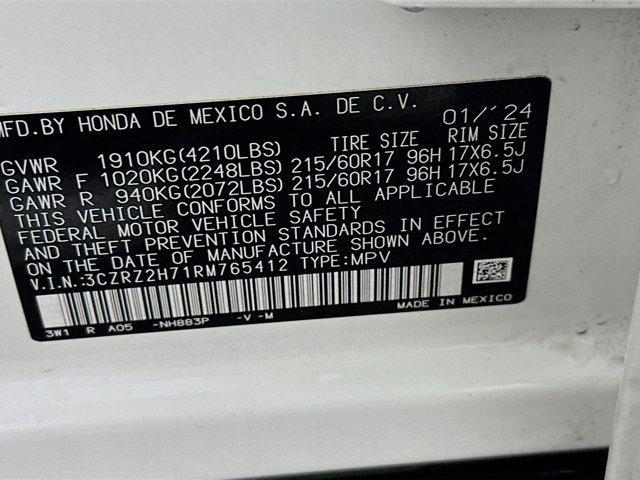 MFD.BY HONDA DE MEXICO S.A. DE C.V. 01/'24
TIRE SIZE RIM SIZE
GVWR 1910KG(4210LBS)
GAWR F 1020KG(2248LBS) 215/60R17 96H 17X6.5J
GAWR R 940KG(2072LBS) 215/60R17 96H 17X6.5J
THIS VEHICLE CONFORMS TO ALL APPLICABLE
FEDERAL MOTOR VEHICLE SAFETY
AND THEFT PREVENTION STANDARDS IN EFFECT
ON THE DATE OF MANUFACTURE SHOWN ABOVE.
V.I.N.:3CZRZ2H71RM765412 TYPE:MPV
MADE IN MEXICO
3W1 R A05 -NH883P -V -M